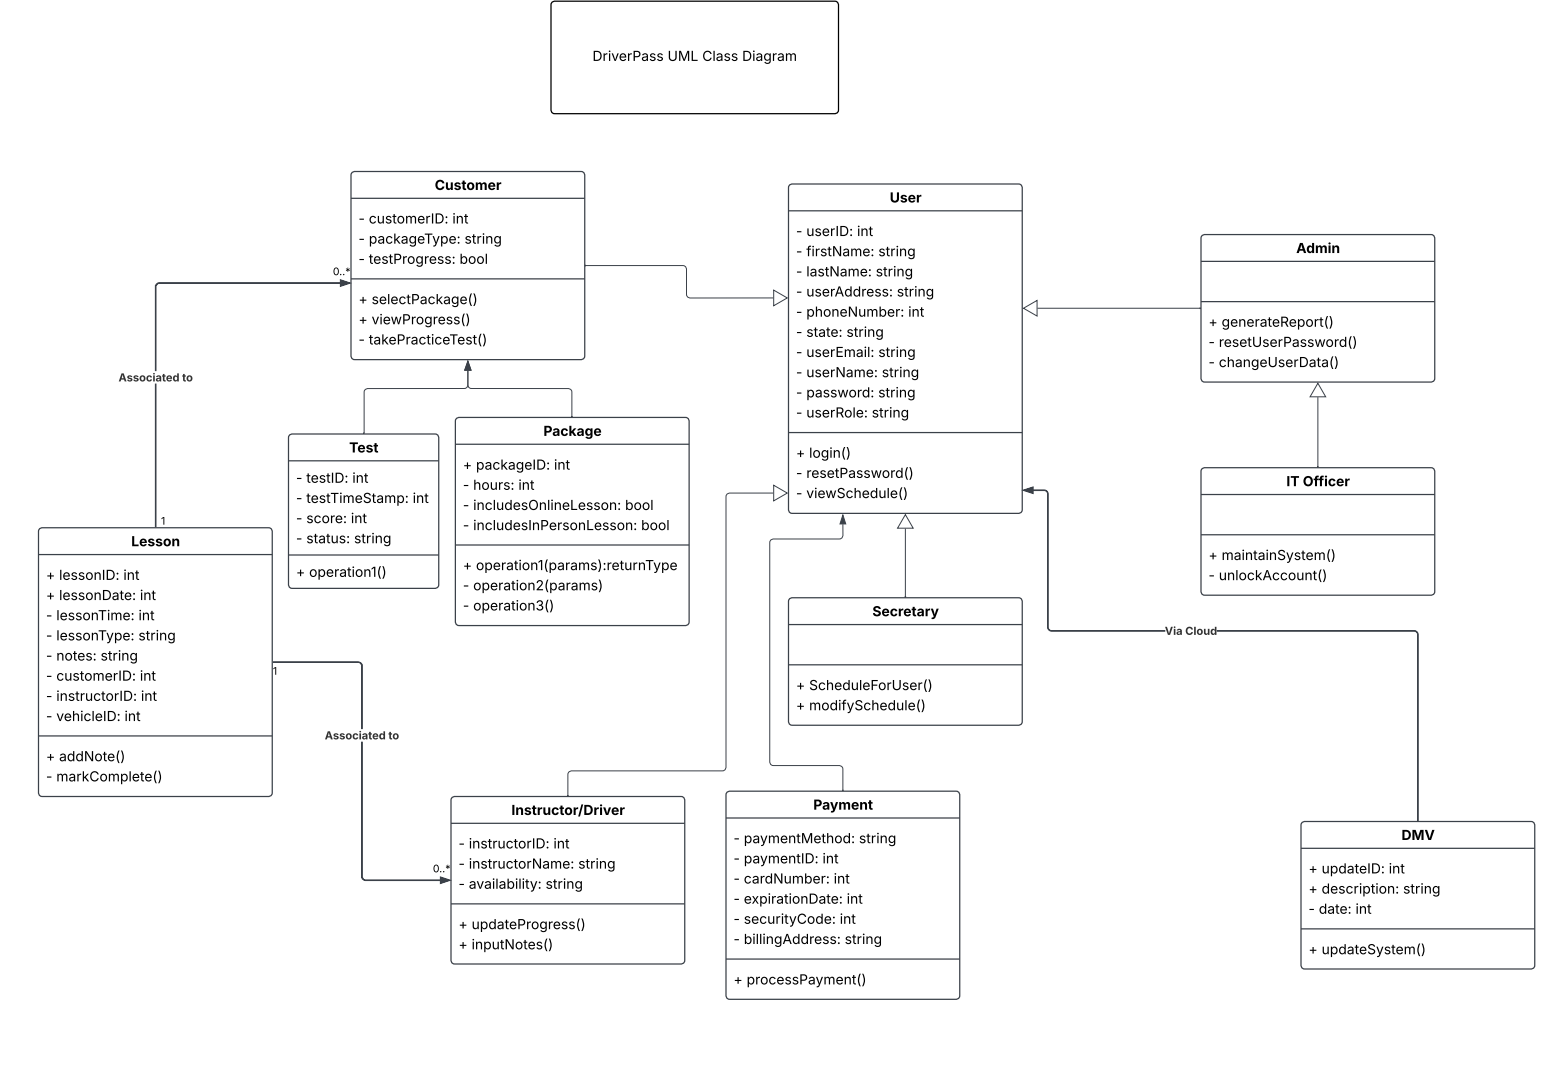 DriverPass UML Class Diagram
Customer
- customerID: int
- packageType: string
- testProgress: bool
+ selectPackage()
+ viewProgress()
- takePracticeTest()
User
- userID: int
- firstName: string
- lastName: string
- userAddress: string
- phoneNumber: int
- state: string
- userEmail: string
- userName: string
- password: string
- userRole: string
+ login()
- resetPassword()
- viewSchedule()
Admin
+ generateReport()
- resetUserPassword()
- changeUserData()
0..*
Associated to
1
Test
- testID: int
- testTimeStamp: int
- score: int
- status: string
+ operation1()
Package
+ packageID: int
- hours: int
- includesOnlineLesson: bool
- includesInPersonLesson: bool
+ operation1(params):returnType
- operation2(params)
- operation3()
IT Officer
+ maintainSystem()
- unlockAccount()
Lesson
+ lessonID: int
+ lessonDate: int
- lessonTime: int
- lessonType: string
- notes: string
- customerID: int
- instructorID: int
- vehicleID: int
+ addNote()
- markComplete()
1
Associated to
0..*
Secretary
+ ScheduleForUser()
+ modifySchedule()
Via Cloud
Instructor/Driver
- instructorID: int
- instructorName: string
- availability: string
+ updateProgress()
+ inputNotes()
Payment
- paymentMethod: string
- paymentID: int
- cardNumber: int
- expirationDate: int
- securityCode: int
- billingAddress: string
+ processPayment()
DMV
+ updateID: int
+ description: string
- date: int
+ updateSystem()